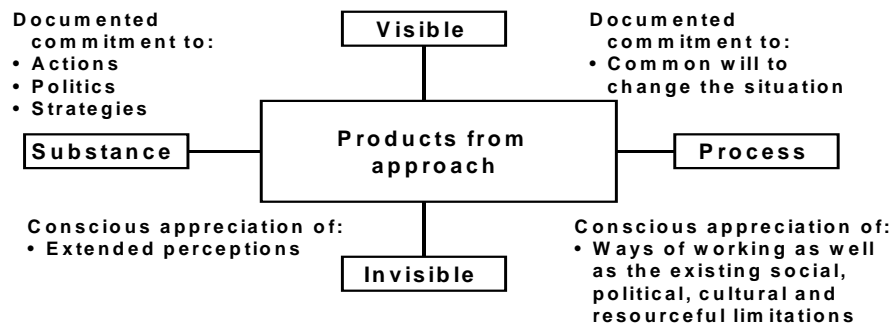 Documented
commitment to:
• Actions
• Politics
• Strategies
Visible
Documented
commitment to:
• Common will to
change the situation
Substance
Products from
approach
Process
Conscious appreciation of:
• Extended perceptions
Invisible
Conscious appreciation of:
• Ways of working as well
as the existing social,
political, cultural and
resourceful limitations